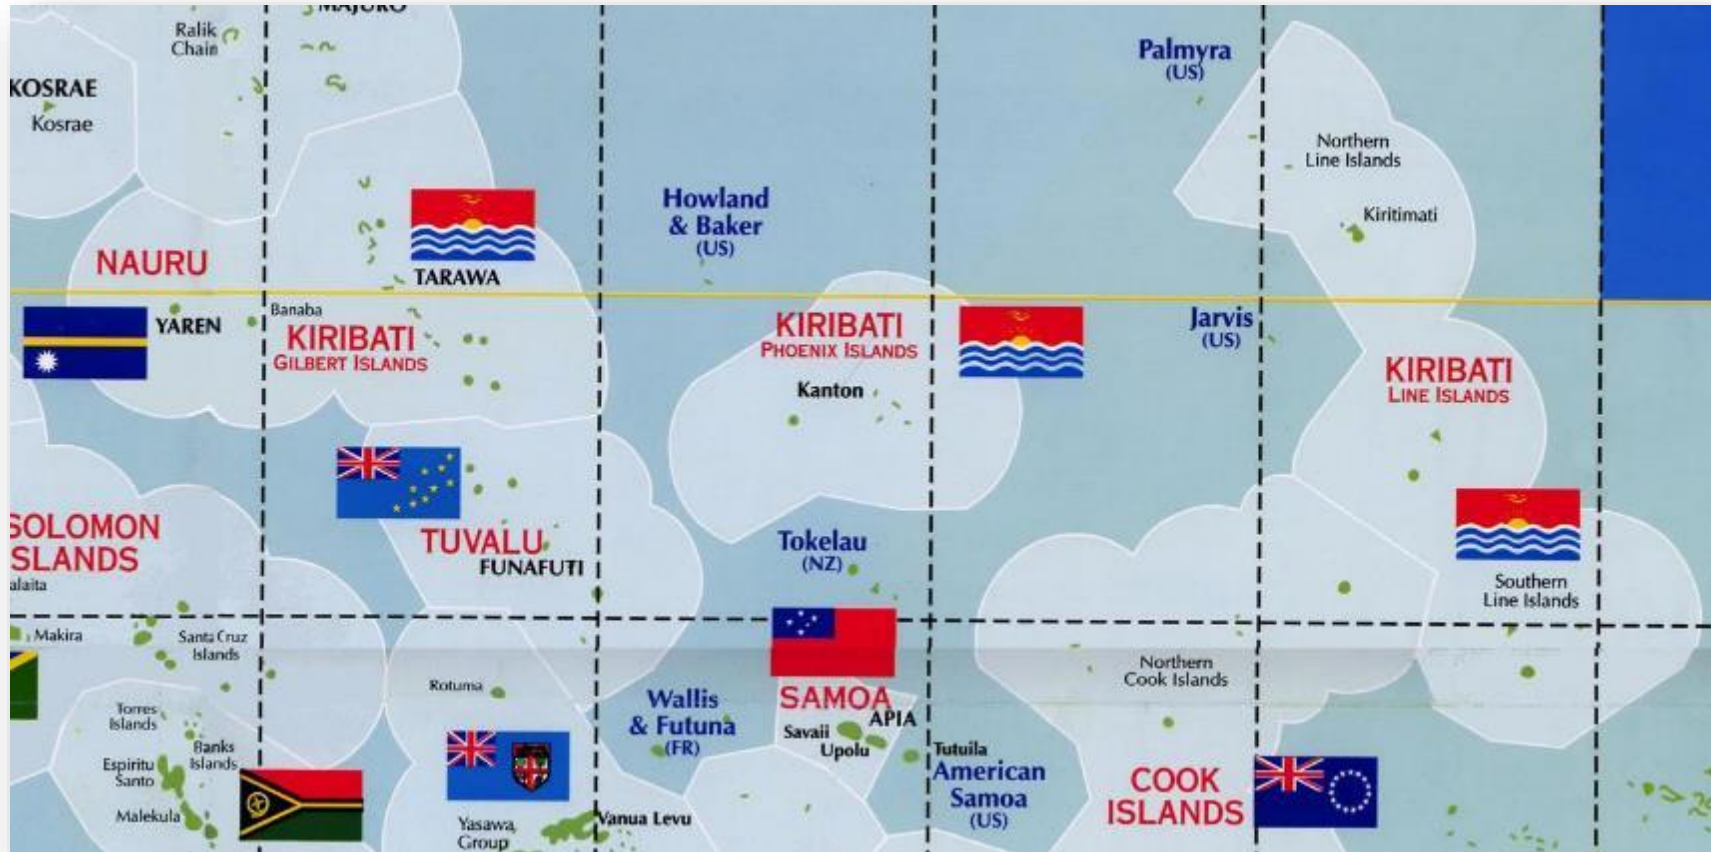 MAJURO
Ralik
Chain
KOSRAE
Kosrae
Palmyra
(US)
Northern
Line Islands
Kiritimati
Howland
& Baker
(US)
NAURU
YAREN
TARAWA
Banaba
KIRIBATI
GILBERT ISLANDS
KIRIBATI
PHOENIX ISLANDS
Kanton
Jarvis
(US)
KIRIBATI
LINE ISLANDS
SOLOMON
ISLANDS
alaita
TUVALU
FUNAFUTI
Tokelau
(NZ)
Southern
Line Islands
Makira
Santa Cruz
Islands
Rotuma
Northern
Cook Islands
Wallis
& Futuna
(FR)
SAMOA
APIA
Savaii
Upolu
Torres
Islands
Banks
Islands
Espiritu
Santo
Malekula
Tutuila
American
Samoa
(US)
COOK
ISLANDS
Yasawa
Group
Vanua Levu